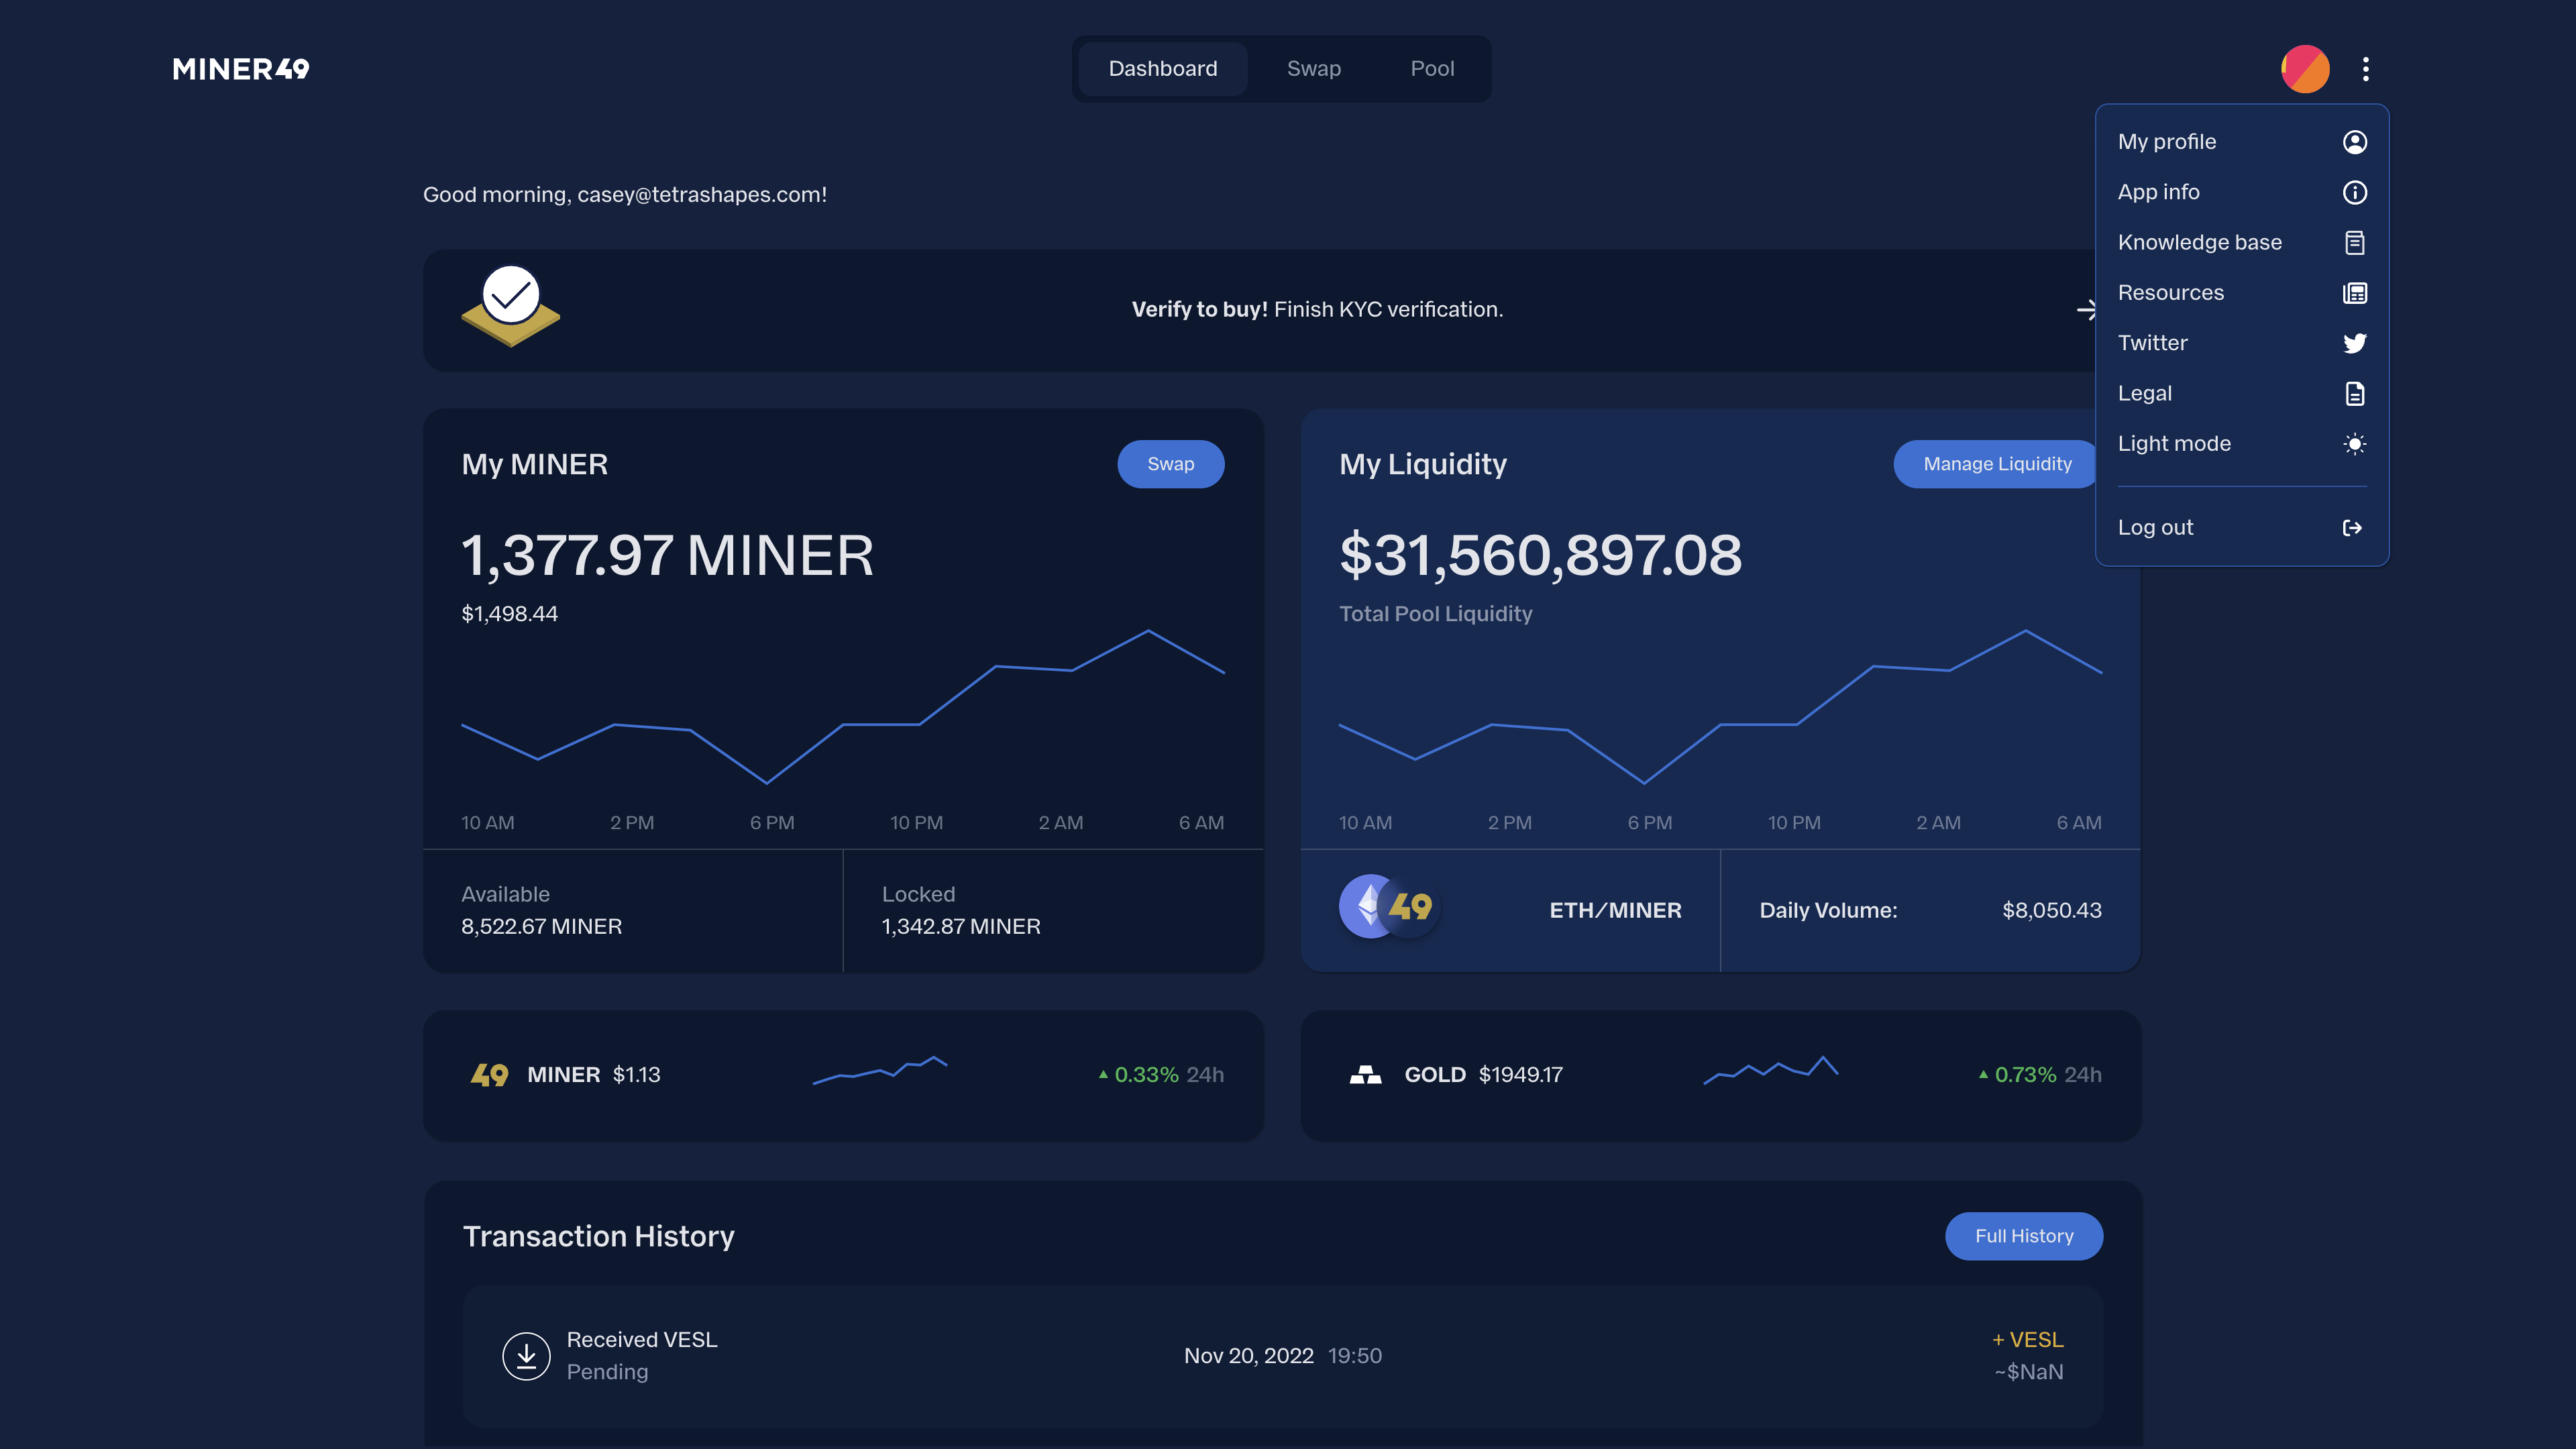 MINER49
Dashboard Swap Pool
My profile
App info
Knowledge base
Resources
Twitter
Legal
Light mode
Log out
Good morning, casey@tetrashapes.com!
Verify to buy! Finish KYC verification.
My MINER
Swap
1,377.97 MINER
$1,498.44
10 AM 2 PM 6 PM 10 PM 2 AM 6 AM
Available
8,522.67 MINER
Locked
1,342.87 MINER
My Liquidity
Manage Liquidity
$31,560,897.08
Total Pool Liquidity
10 AM 2 PM 6 PM 10 PM 2 AM 6 AM
49
ETH/MINER
Daily Volume: $8,050.43
49 MINER $1.13 0.33% 24h
GOLD $1949.17 0.73% 24h
Transaction History
Full History
Received VESL
Pending
Nov 20, 2022 19:50
+ VESL
~$NaN